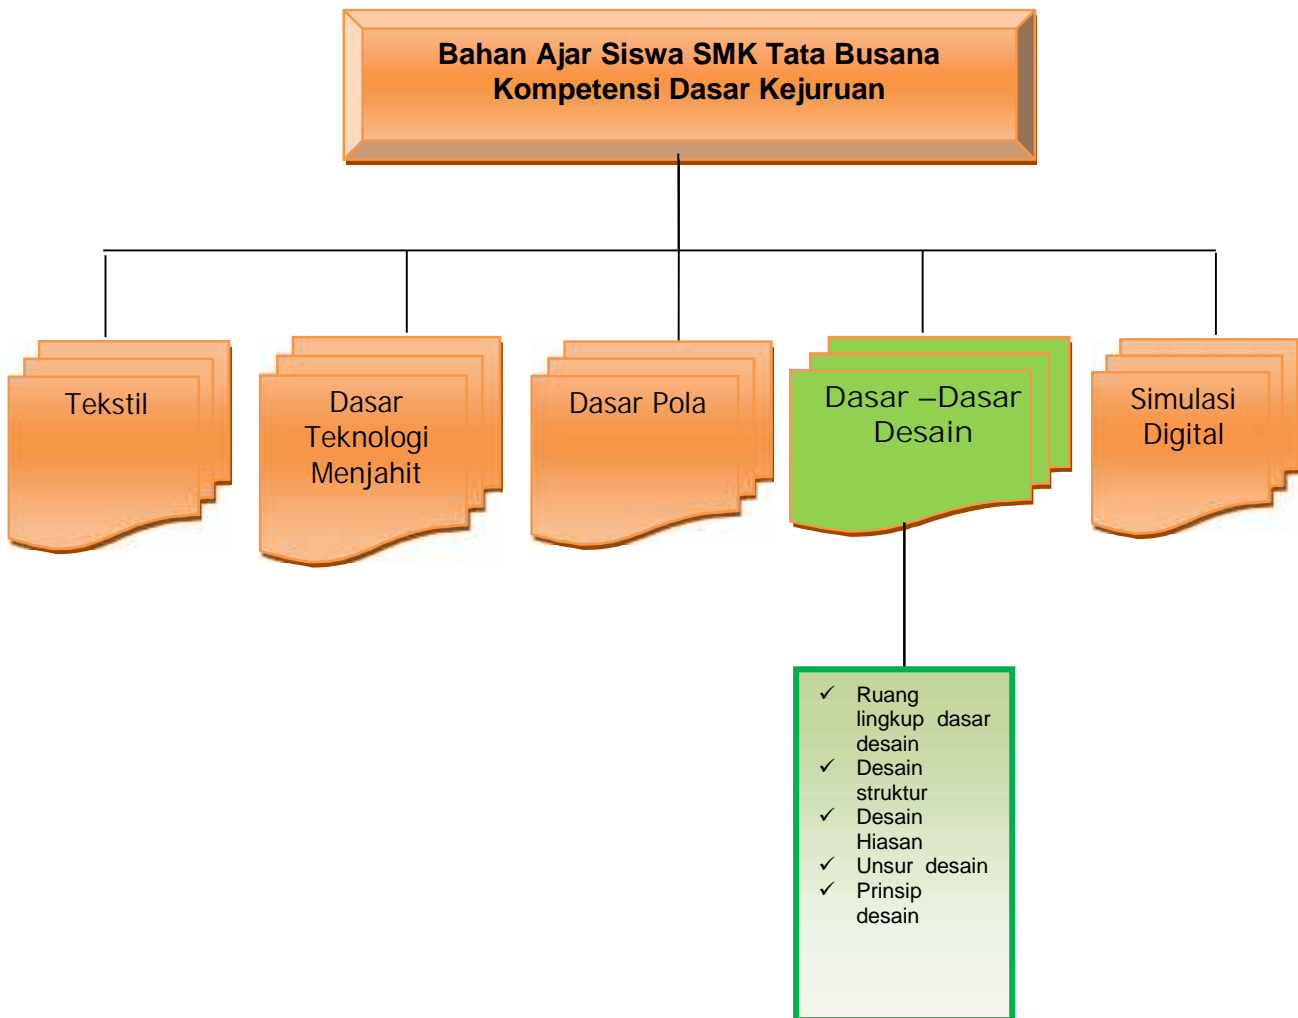 Bahan Ajar Siswa SMK Tata Busana
Kompetensi Dasar Kejuruan
Tekstil
Dasar
Teknologi
Menjahit
Dasar Pola
Dasar –Dasar
Desain
Simulasi
Digital
✓ Ruang
lingkup dasar
desain
✓ Desain
struktur
✓ Desain
Hiasan
✓ Unsur desain
✓ Prinsip
desain